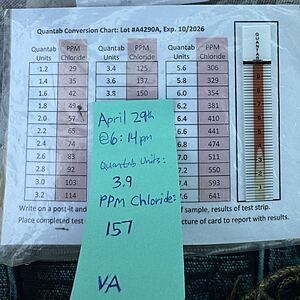 Quantab Conversion Chart: Lot #A4290A, Exp. 10/2026
Quantab Units PPM Chloride Quantab Units PPM Chloride Quantab Units PPM Chloride
1.2 29 3.4 125 5.6 306
1.4 35 3.6 137 5.8 329
1.6 42 3.8 150 6.0 354
1.8 49 6.2 381
2.0 57 6.4 410
2.2 65 6.6 441
2.4 74 6.8 474
2.6 83 7.0 511
2.8 92 7.2 550
3.0 103 7.4 593
3.2 114 7.6 641
QUANTAB
April 29th
@6:14pm
Quantab Units:
3.9
PPM Chloride:
157
VA
Write on a post-it and of sample, results of test strip.
Place completed test cture of card to report with results.